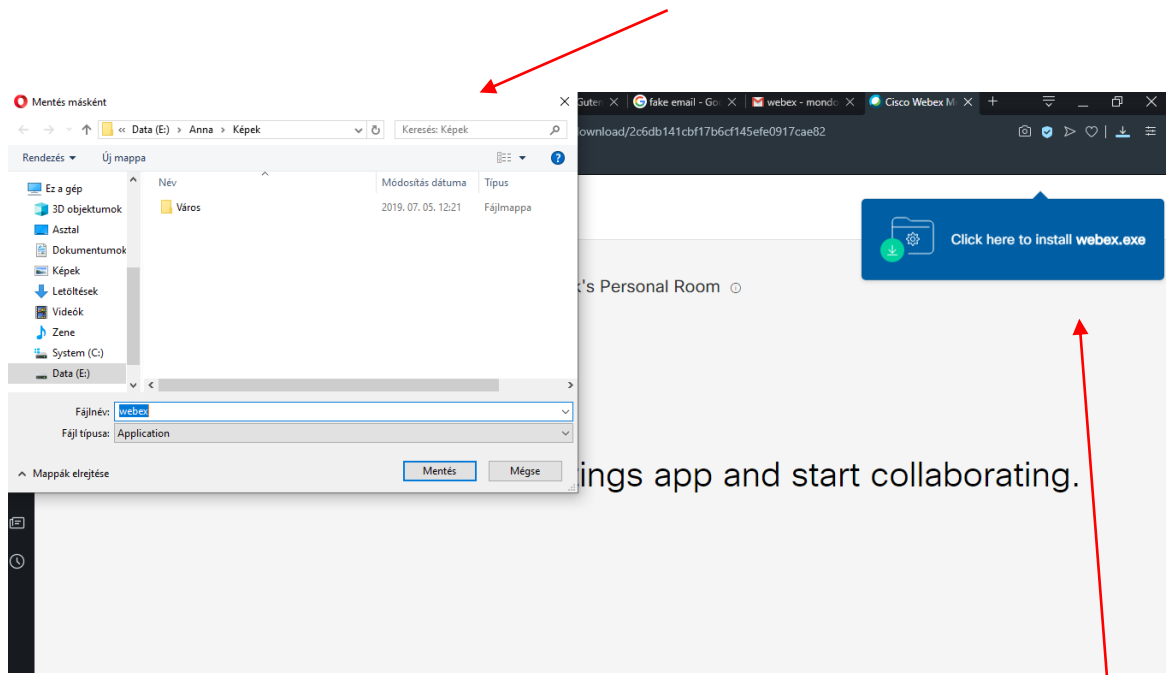 Mentés másként
Guten
fake email - Goo
webex - mondo
Cisco Webex M
« Data (E:) › Anna › Képek
Keresés: Képek
ownload/2c6db141cbf17b6cf145efe0917cae82
Rendezés
Új mappa
Név
Módosítás dátuma
Típus
Ez a gép
3D objektumok
Asztal
Dokumentumok
Képek
Letöltések
Videók
Zene
System (C:)
Data (E:)
Város
2019. 07. 05. 12:21
Fájlmappa
Click here to install webex.exe
k's Personal Room
Fájlnév: webex
Fájl típusa: Application
Mappák elrejtése
Mentés
Mégse
ings app and start collaborating.